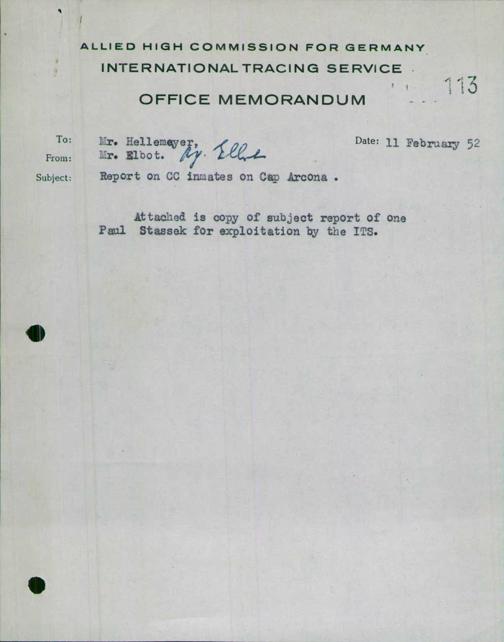 ALLIED HIGH COMMISSION FOR GERMANY
INTERNATIONAL TRACING SERVICE
113
OFFICE MEMORANDUM
To: Mr. Hellemeyer, Date: 11 February 52
From: Mr. Elbot.
Subject: Report on CC inmates on Cap Arcona .
Attached is copy of subject report of one
Paul Stassek for exploitation by the ITS.